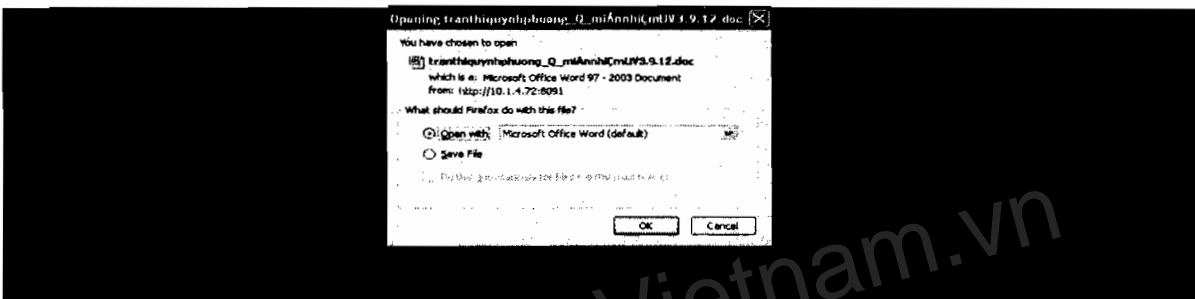 Opening tranthiquynhphuong_Q_miÁnnhiÇmUV3.9.12.doc
You have chosen to open
tranthiquynhphuong_Q_miÁnnhiÇmUV3.9.12.doc
which is a: Microsoft Office Word 97 - 2003 Document
from: http://10.1.4.72:8091
What should Firefox do with this file?
Open with Microsoft Office Word (default)
Save File
OK Cancel
Vietnam.vn